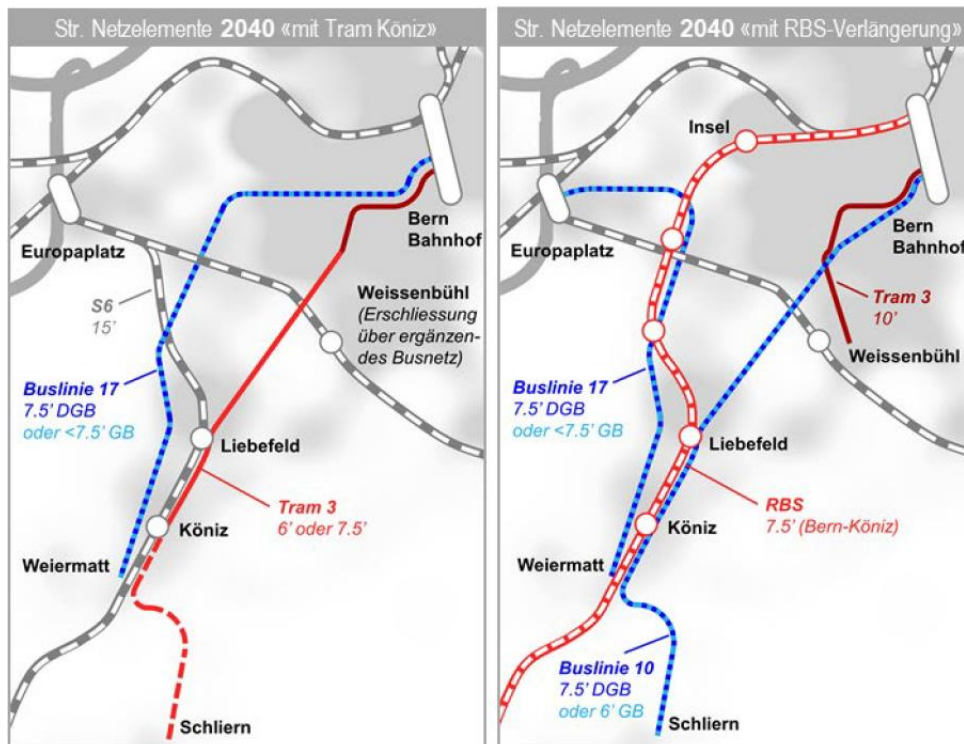 Str. Netzelemente 2040 «mit Tram Köniz»
Bern
Bahnhof
Europaplatz
S6
15’
Weissenbühl
(Erschliessung
über ergänzen-
des Busnetz)
Buslinie 17
7.5’ DGB
oder <7.5’ GB
Liebefeld
Tram 3
6’ oder 7.5’
Köniz
Weiermatt
Schliern
Str. Netzelemente 2040 «mit RBS-Verlängerung»
Insel
Bern
Bahnhof
Europaplatz
Tram 3
10’
Weissenbühl
Buslinie 17
7.5’ DGB
oder <7.5’ GB
Liebefeld
RBS
7.5’ (Bern-Köniz)
Köniz
Weiermatt
Buslinie 10
7.5’ DGB
oder 6’ GB
Schliern